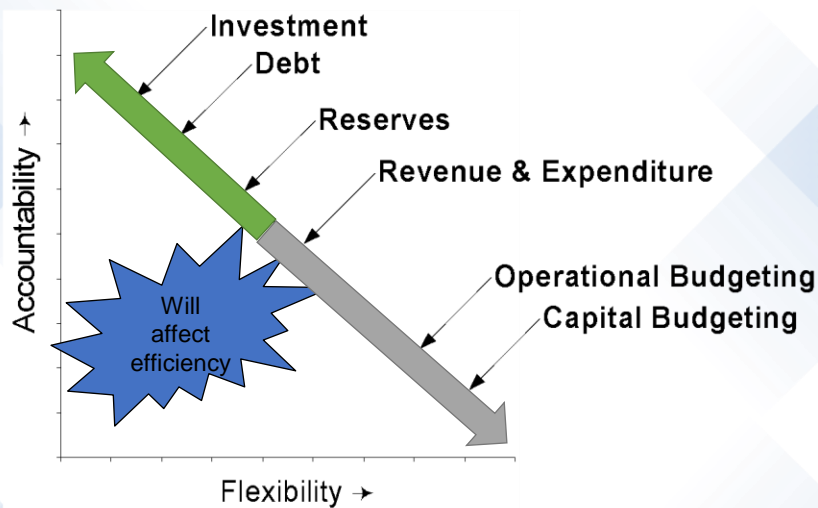 Investment
Debt
Reserves
Revenue & Expenditure
Operational Budgeting
Capital Budgeting
Will
affect
efficiency
Accountability →
Flexibility →